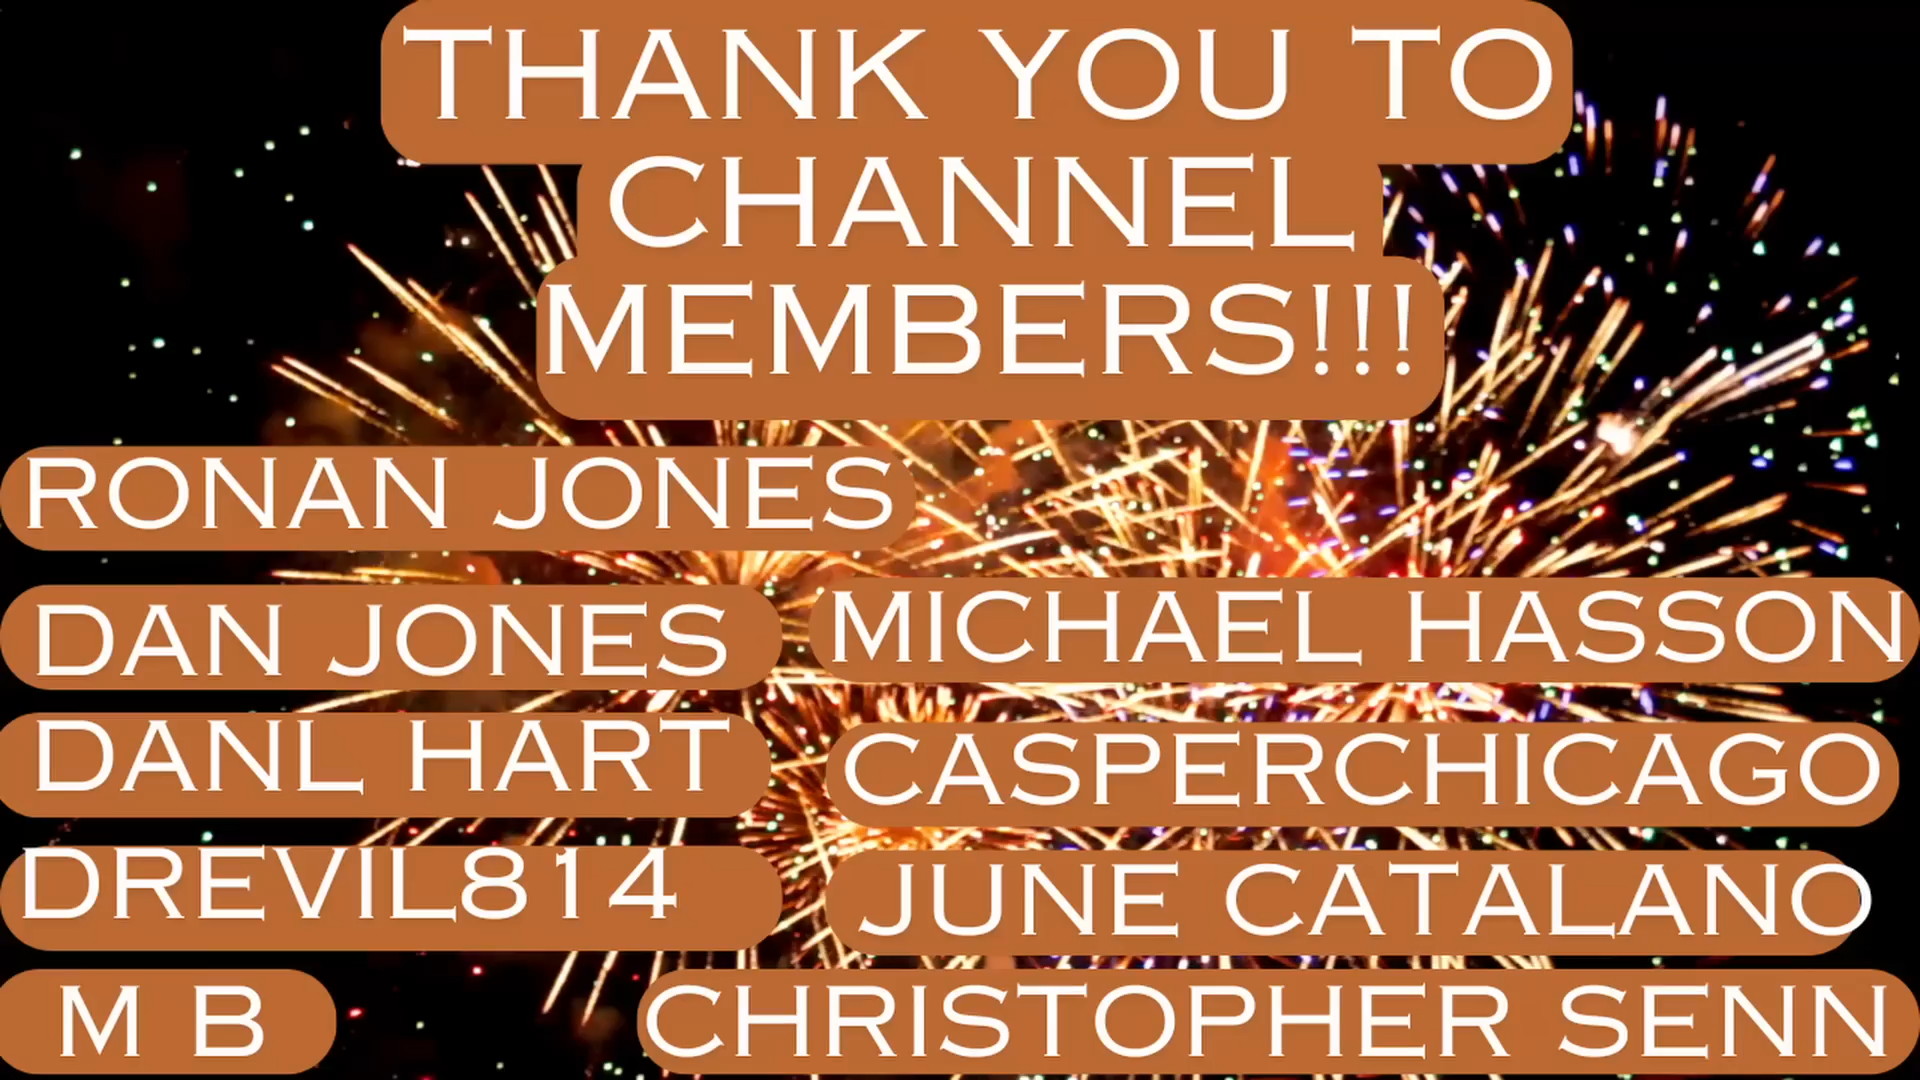 THANK YOU TO
CHANNEL
MEMBERS!!!
RONAN JONES
DAN JONES
MICHAEL HASSON
DANL HART
CASPERCHICAGO
DREVIL814
JUNE CATALANO
M B
CHRISTOPHER SENN